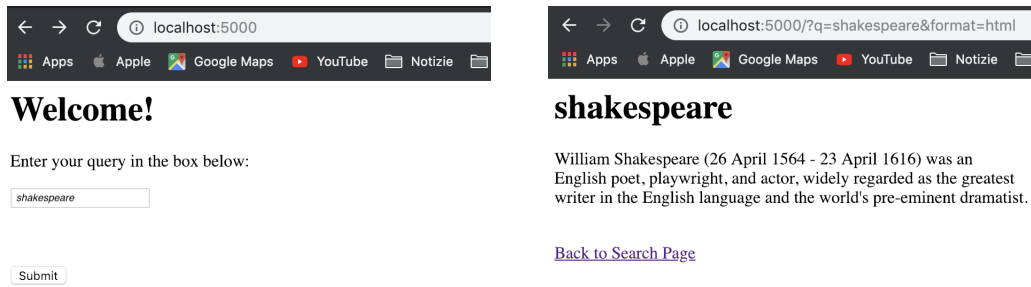 localhost:5000
Apps Apple Google Maps YouTube Notizie
Welcome!
Enter your query in the box below:
shakespeare
Submit
localhost:5000/?q=shakespeare&format=html
Apps Apple Google Maps YouTube Notizie
shakespeare
William Shakespeare (26 April 1564 - 23 April 1616) was an
English poet, playwright, and actor, widely regarded as the greatest
writer in the English language and the world's pre-eminent dramatist.
Back to Search Page